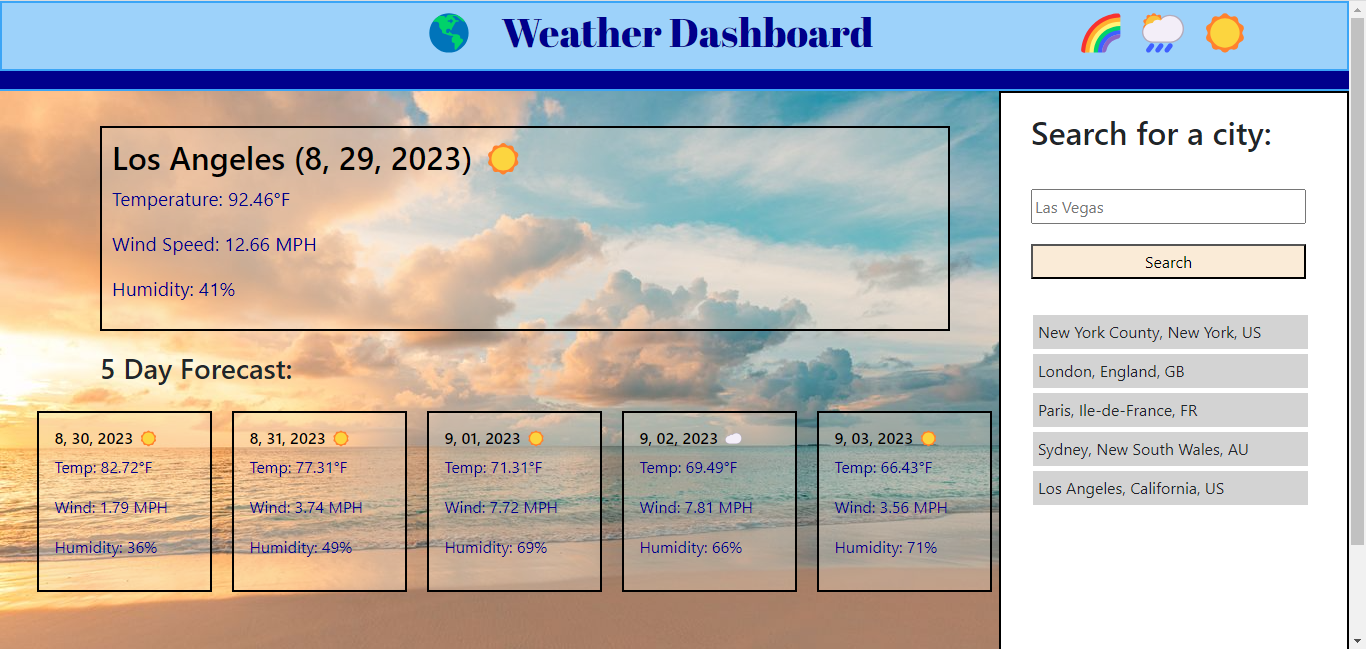 Weather Dashboard
Los Angeles (8, 29, 2023)
Temperature: 92.46°F
Wind Speed: 12.66 MPH
Humidity: 41%
5 Day Forecast:
8, 30, 2023
Temp: 82.72°F
Wind: 1.79 MPH
Humidity: 36%
8, 31, 2023
Temp: 77.31°F
Wind: 3.74 MPH
Humidity: 49%
9, 01, 2023
Temp: 71.31°F
Wind: 7.72 MPH
Humidity: 69%
9, 02, 2023
Temp: 69.49°F
Wind: 7.81 MPH
Humidity: 66%
9, 03, 2023
Temp: 66.43°F
Wind: 3.56 MPH
Humidity: 71%
Search for a city:
Las Vegas
Search
New York County, New York, US
London, England, GB
Paris, Ile-de-France, FR
Sydney, New South Wales, AU
Los Angeles, California, US